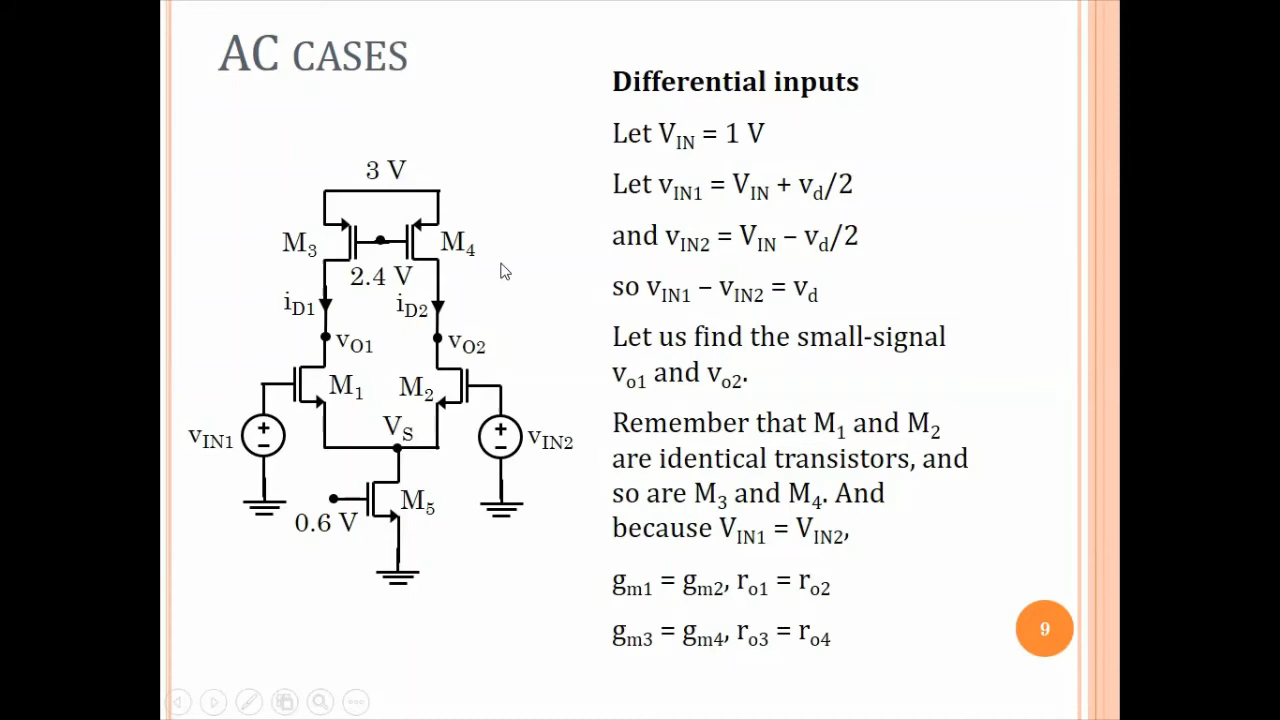 AC CASES
3 V
M3 M4
2.4 V
iD1 iD2
vO1 vO2
M1 M2
VS
vIN1 vIN2
M5
0.6 V
Differential inputs
Let VIN = 1 V
Let vIN1 = VIN + vd/2
and vIN2 = VIN – vd/2
so vIN1 – vIN2 = vd
Let us find the small-signal
vo1 and vo2.
Remember that M1 and M2
are identical transistors, and
so are M3 and M4. And
because VIN1 = VIN2,
gm1 = gm2, ro1 = ro2
gm3 = gm4, ro3 = ro4
9